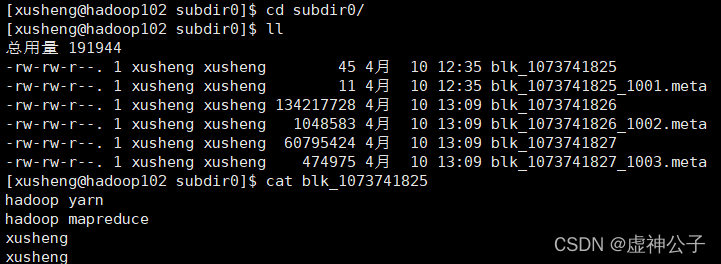 [xusheng@hadoop102 subdir0]$ cd subdir0/
[xusheng@hadoop102 subdir0]$ ll
总用量 191944
-rw-rw-r--. 1 xusheng xusheng        45 4月  10 12:35 blk_1073741825
-rw-rw-r--. 1 xusheng xusheng        11 4月  10 12:35 blk_1073741825_1001.meta
-rw-rw-r--. 1 xusheng xusheng 134217728 4月  10 13:09 blk_1073741826
-rw-rw-r--. 1 xusheng xusheng   1048583 4月  10 13:09 blk_1073741826_1002.meta
-rw-rw-r--. 1 xusheng xusheng  60795424 4月  10 13:09 blk_1073741827
-rw-rw-r--. 1 xusheng xusheng    474975 4月  10 13:09 blk_1073741827_1003.meta
[xusheng@hadoop102 subdir0]$ cat blk_1073741825
hadoop yarn
hadoop mapreduce
xusheng
xusheng
CSDN @虚神公子